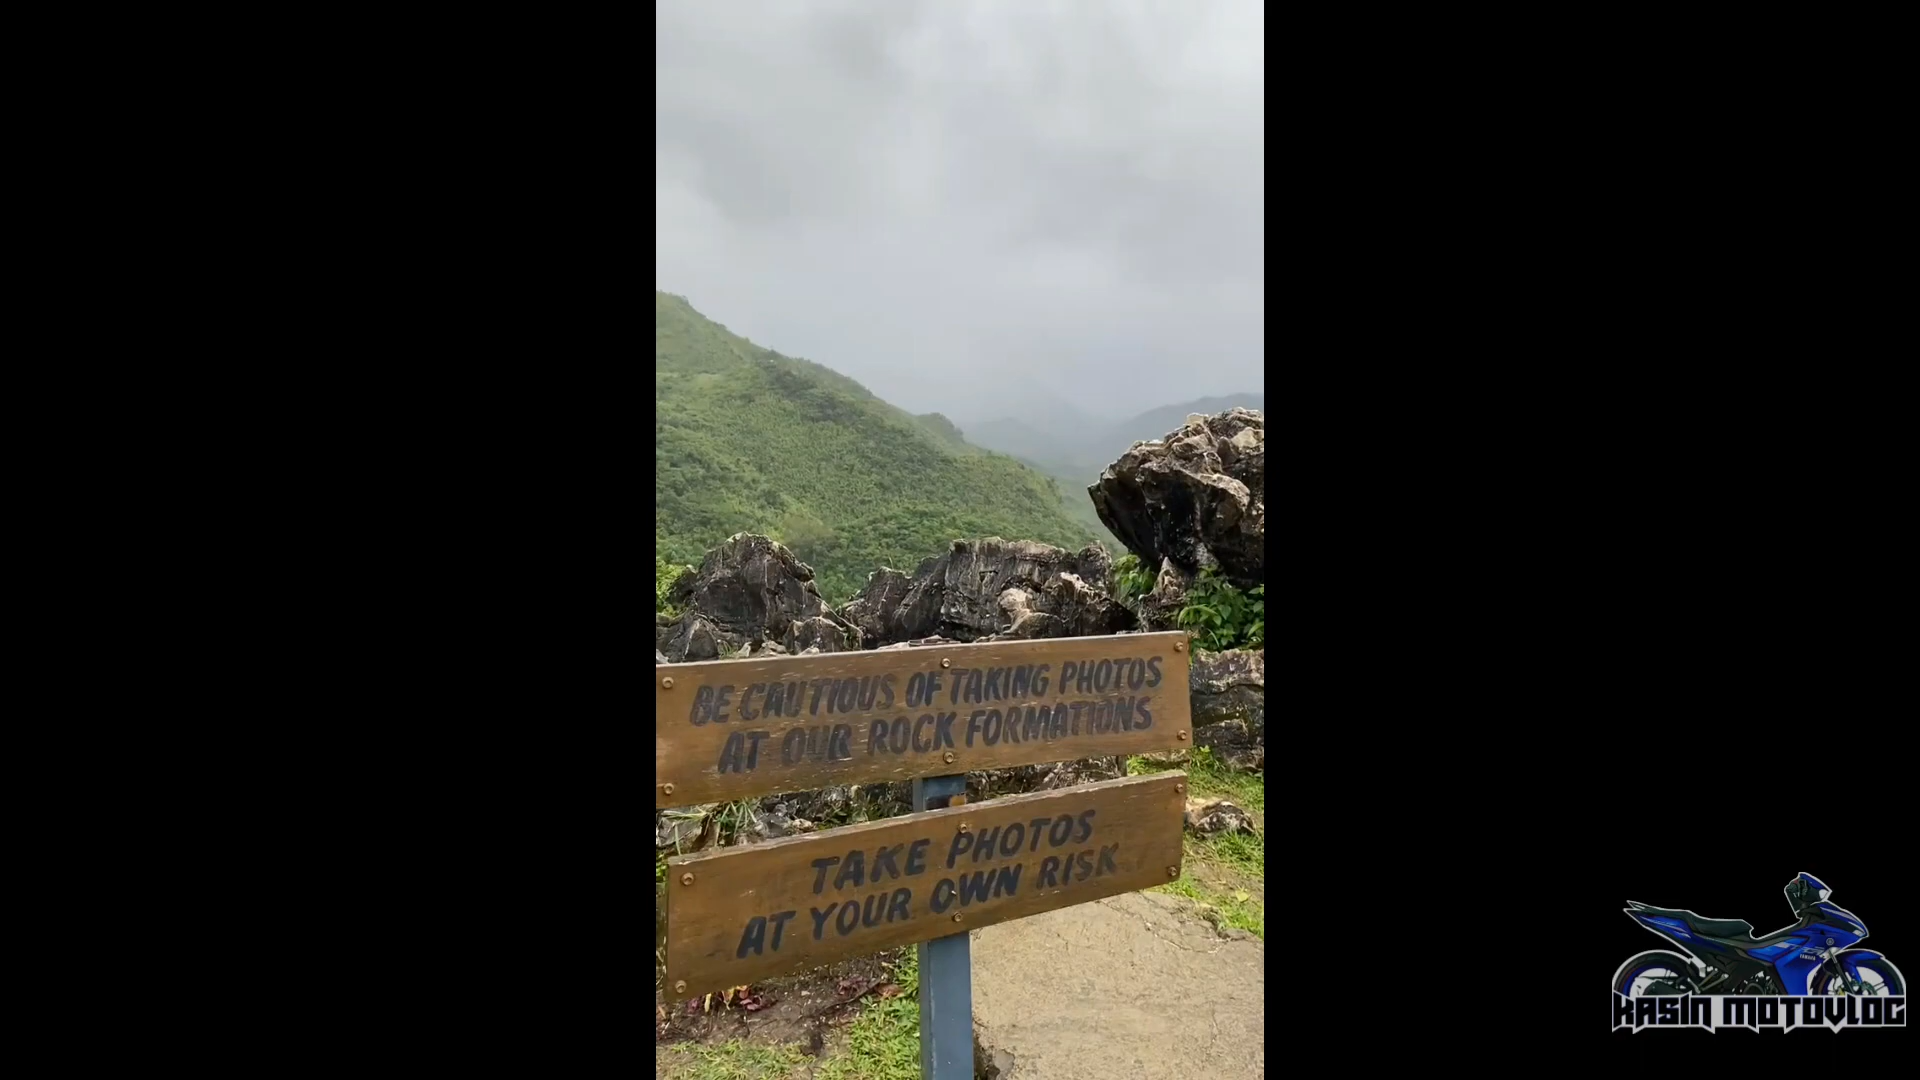 BE CAUTIOUS OF TAKING PHOTOS
AT OUR ROCK FORMATIONS
TAKE PHOTOS
AT YOUR OWN RISK
KASIN MOTOVLOG